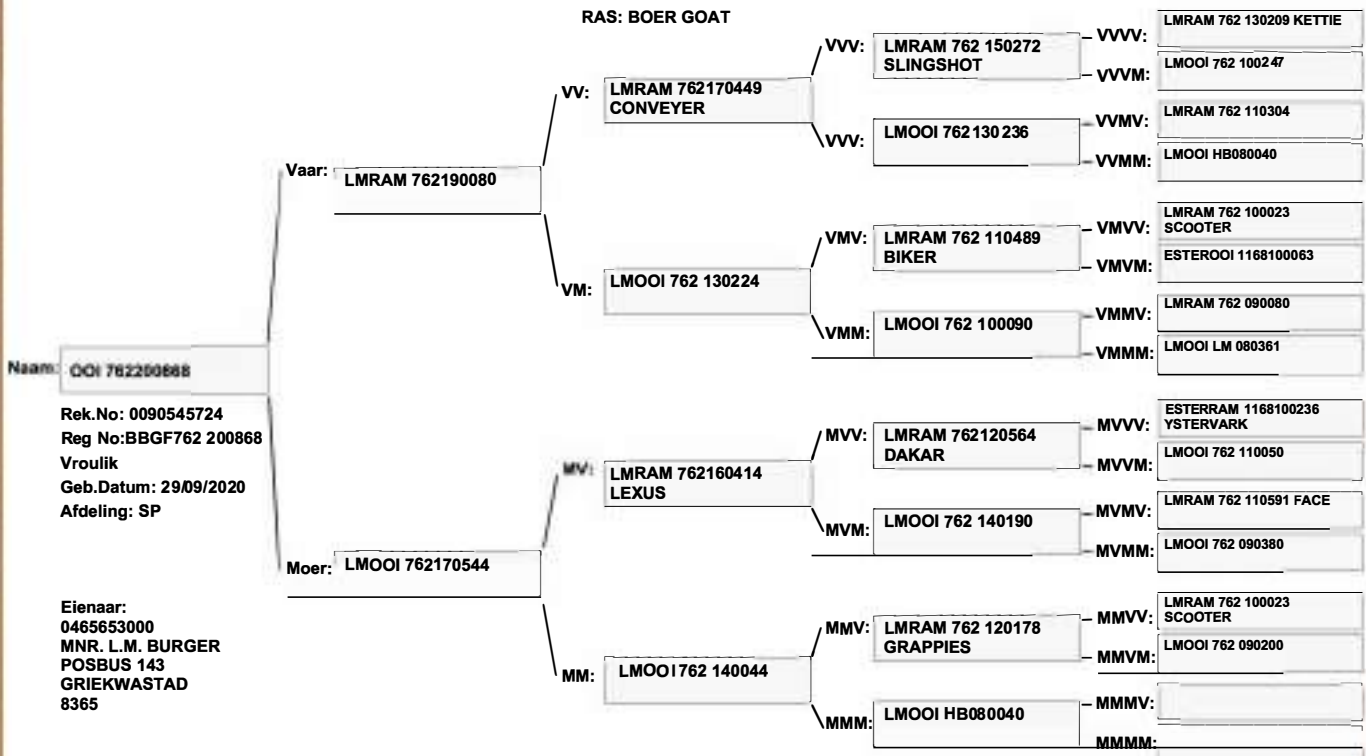 RAS: BOER GOAT
Naam: OOI 762200868
Rek.No: 0090545724
Reg No:BBGF762 200868
Vroulik
Geb.Datum: 29/09/2020
Afdeling: SP
Eienaar:
0465653000
MNR. L.M. BURGER
POSBUS 143
GRIEKWASTAD
8365
Vaar: LMRAM 762190080
Moer: LMOOI 762170544
VV: LMRAM 762170449
CONVEYER
VM: LMOOI 762 130224
MV: LMRAM 762160414
LEXUS
MM: LMOOI 762 140044
VVV: LMRAM 762 150272
SLINGSHOT
VVV: LMOOI 762130236
VMV: LMRAM 762 110489
BIKER
VMM: LMOOI 762 100090
MVV: LMRAM 762120564
DAKAR
MVM: LMOOI 762 140190
MMV: LMRAM 762 120178
GRAPPIES
MMM: LMOOI HB080040
VVVV: LMRAM 762 130209 KETTIE
VVVM: LMOOI 762 100247
VVMV: LMRAM 762 110304
VVMM: LMOOI HB080040
VMVV: LMRAM 762 100023
SCOOTER
VMVM: ESTEROOI 1168100063
VMMV: LMRAM 762 090080
VMMM: LMOOI LM 080361
MVVV: ESTERRAM 1168100236
YSTERVARK
MVVM: LMOOI 762 110050
MVMV: LMRAM 762 110591 FACE
MVMM: LMOOI 762 090380
MMVV: LMRAM 762 100023
SCOOTER
MMVM: LMOOI 762 090200
MMMV:
MMMM: